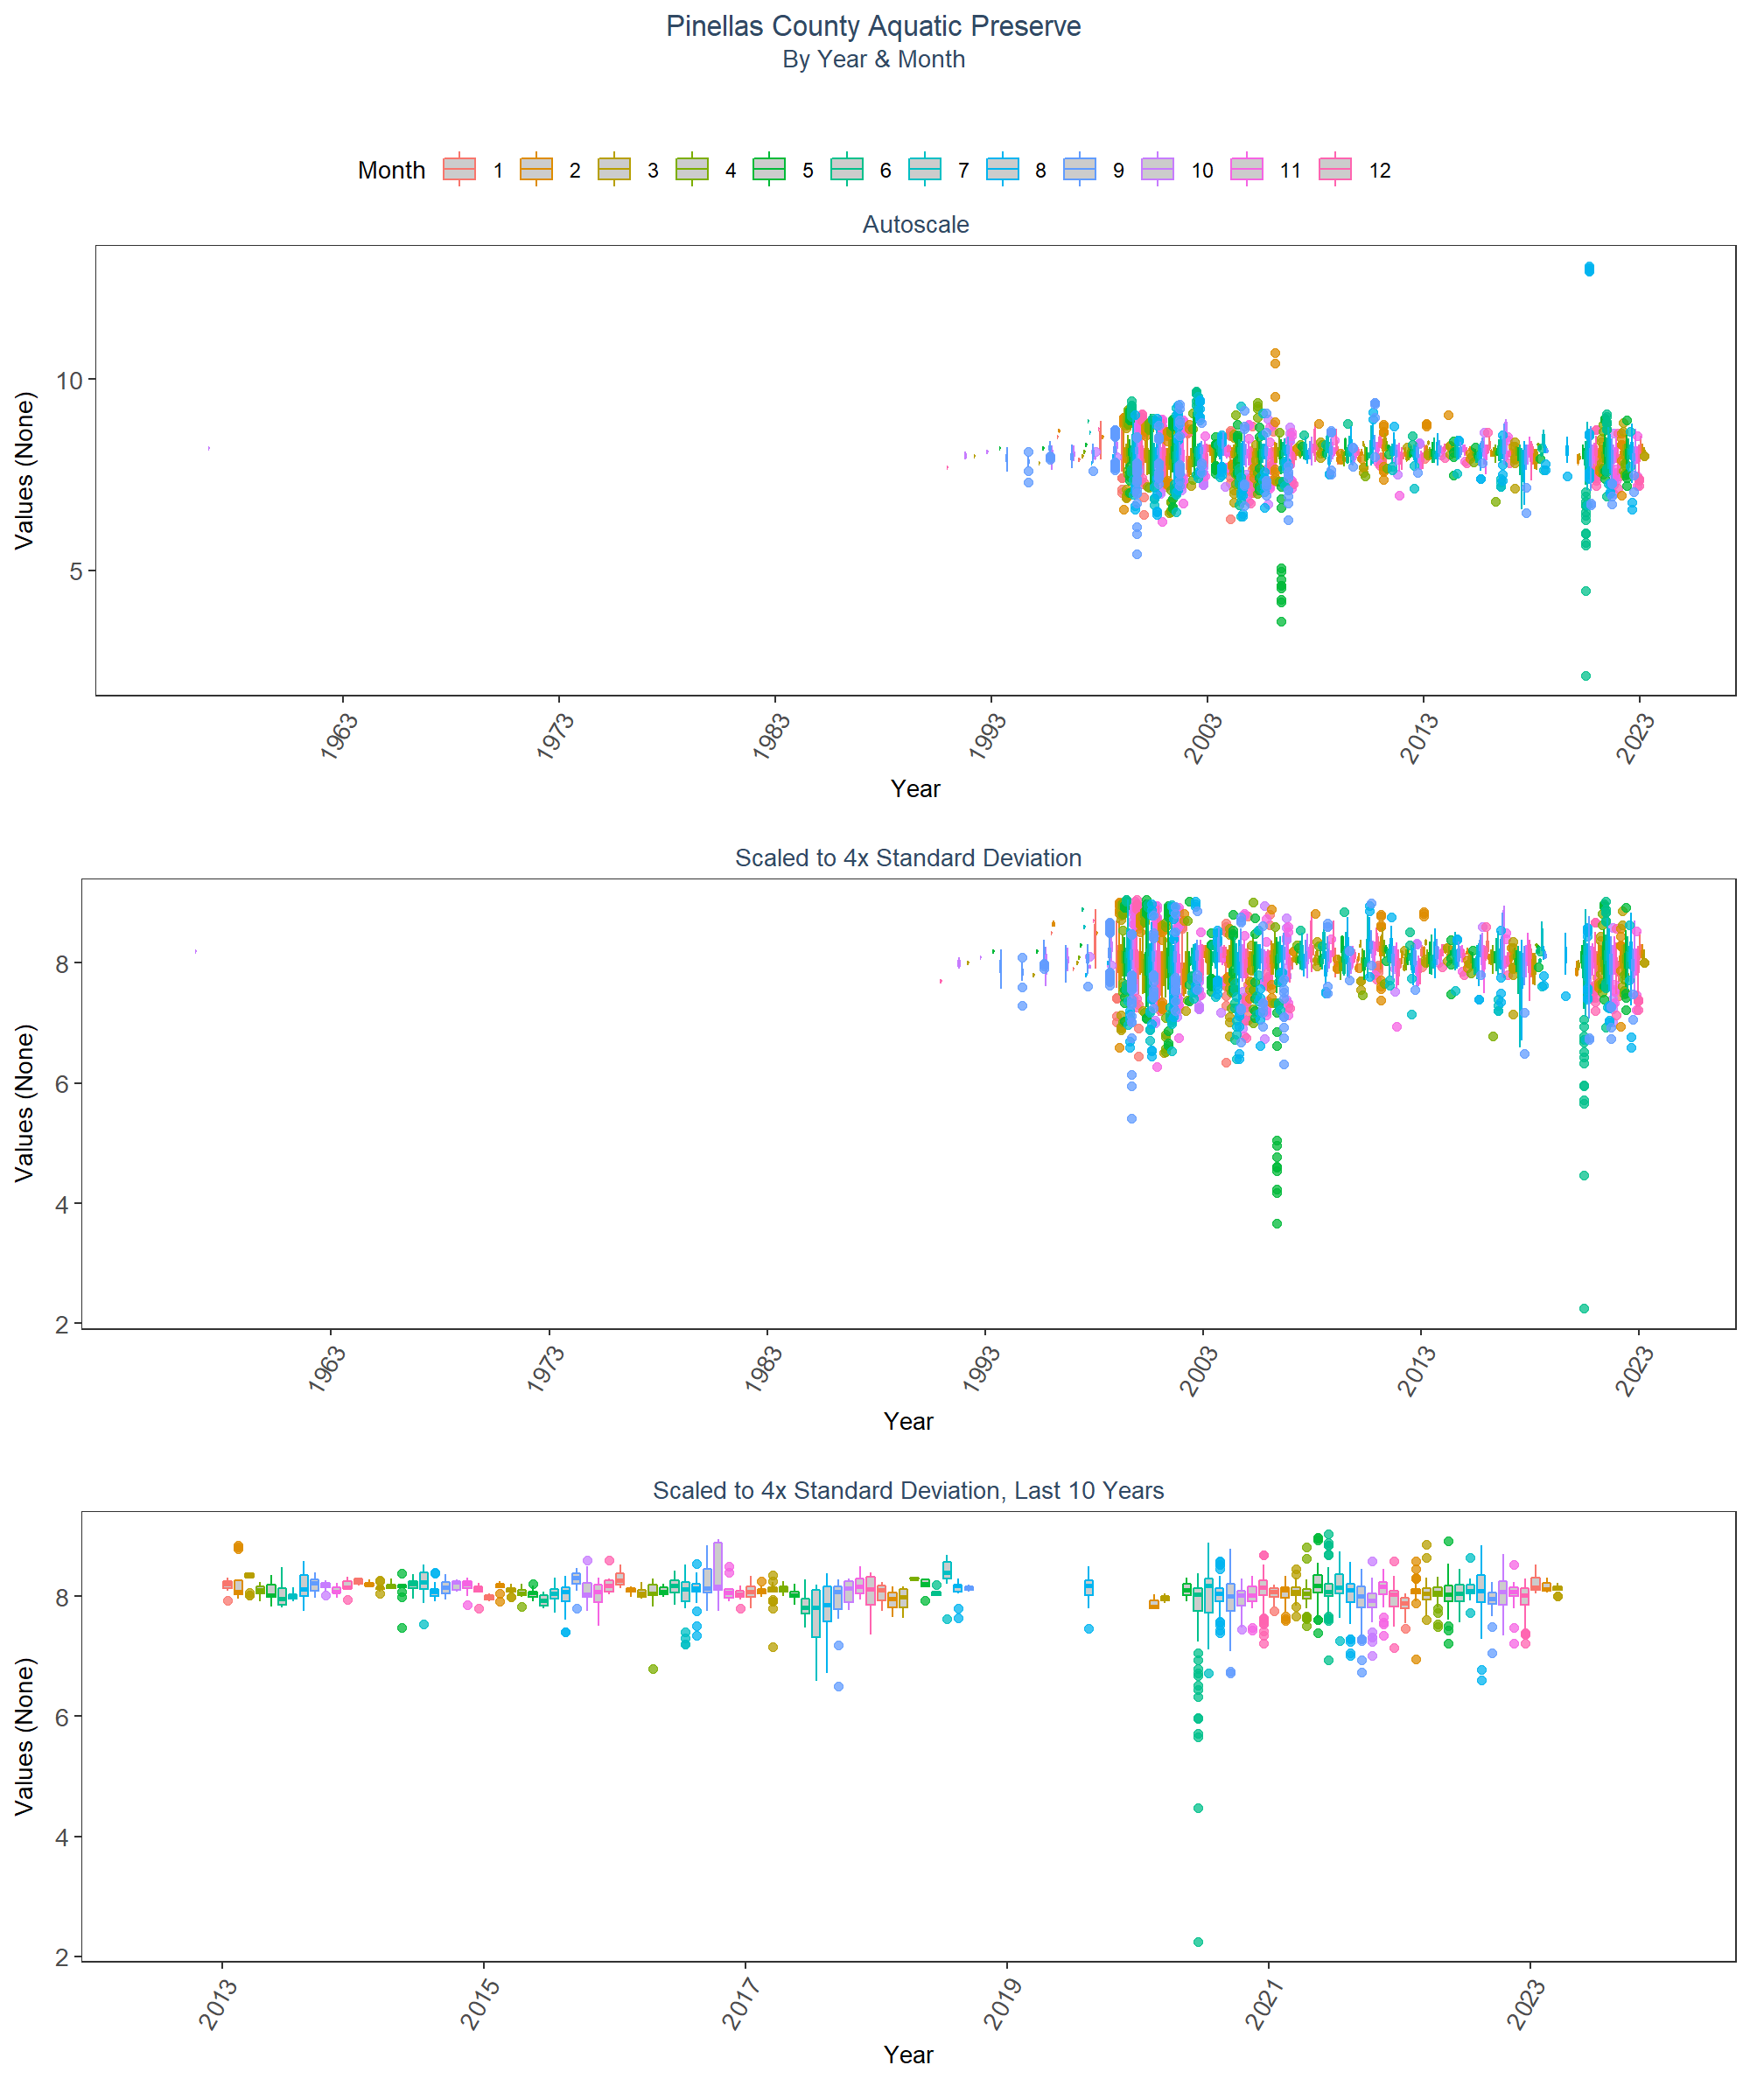 Pinellas County Aquatic Preserve
By Year & Month
Month 1 2 3 4 5 6 7 8 9 10 11 12
Autoscale
Values (None)
10
5
1963 1973 1983 1993 2003 2013 2023
Year
Scaled to 4x Standard Deviation
Values (None)
8
6
4
2
1963 1973 1983 1993 2003 2013 2023
Year
Scaled to 4x Standard Deviation, Last 10 Years
Values (None)
8
6
4
2
2013 2015 2017 2019 2021 2023
Year